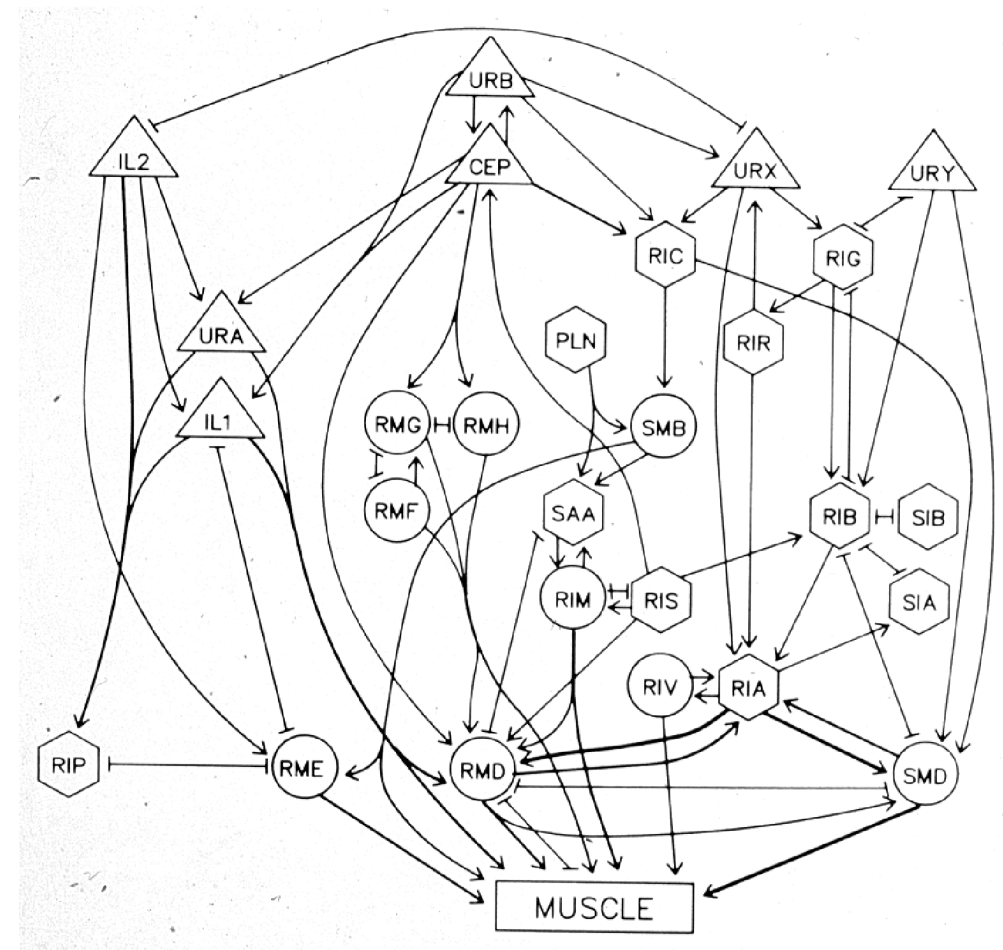 URB
IL2
CEP
URX
URY
RIC
RIG
URA
PLN
RIR
IL1
RMG
RMH
SMB
RMF
SAA
RIB
SIB
RIM
RIS
SIA
RIV
RIA
RIP
RME
RMD
SMD
MUSCLE